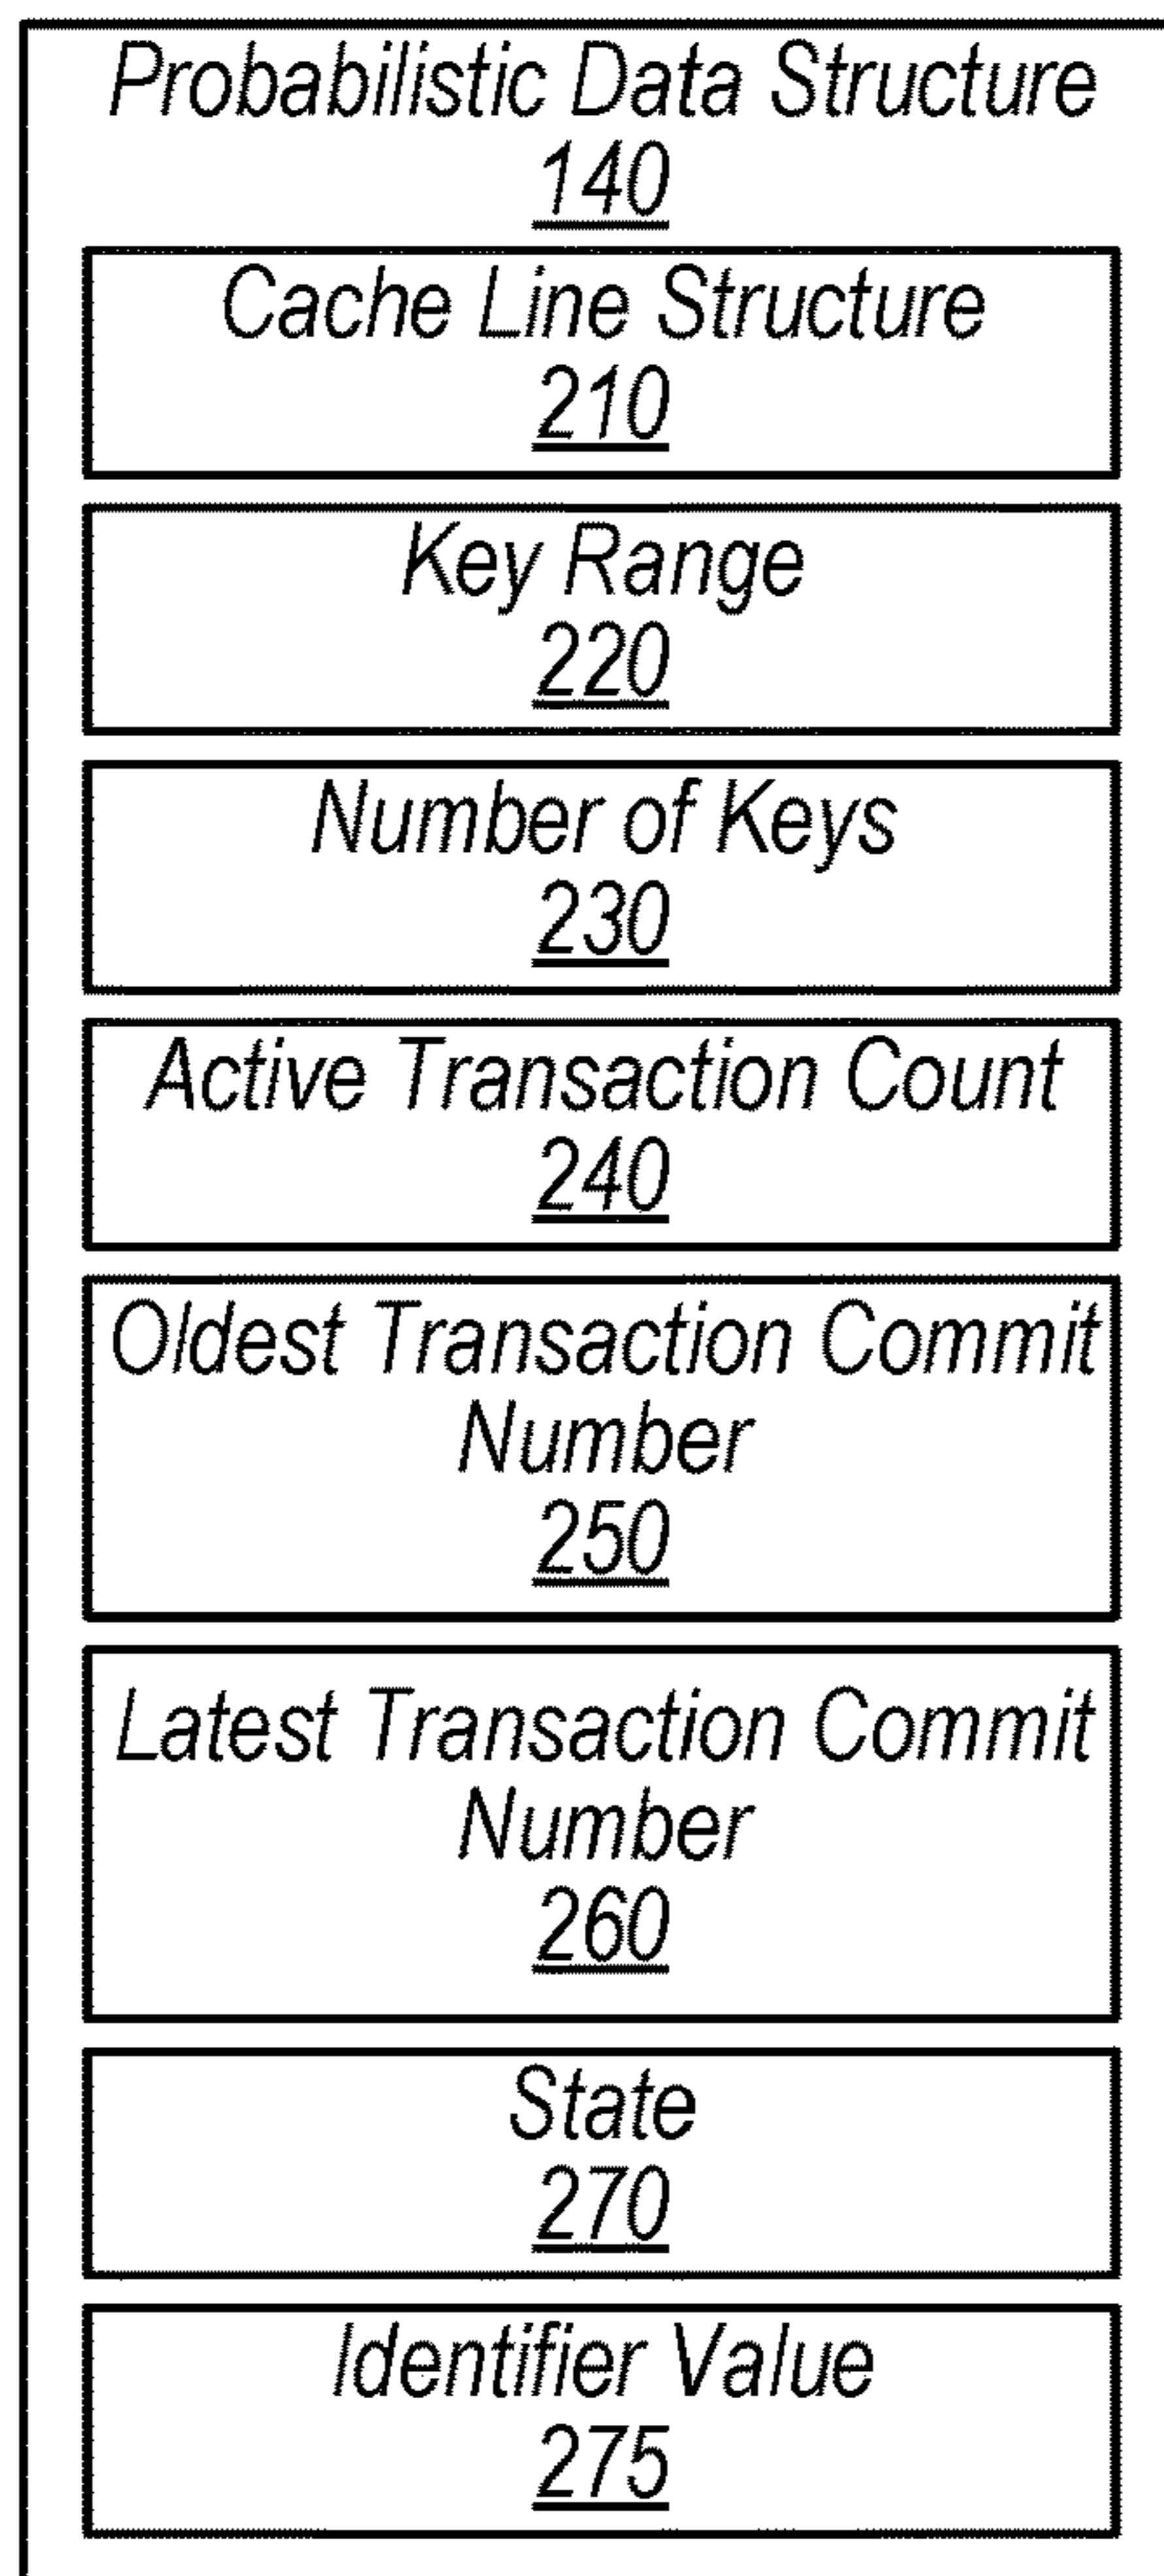 Probabilistic Data Structure
140
Cache Line Structure
210
Key Range
220
Number of Keys
230
Active Transaction Count
240
Oldest Transaction Commit
Number
250
Latest Transaction Commit
Number
260
State
270
Identifier Value
275